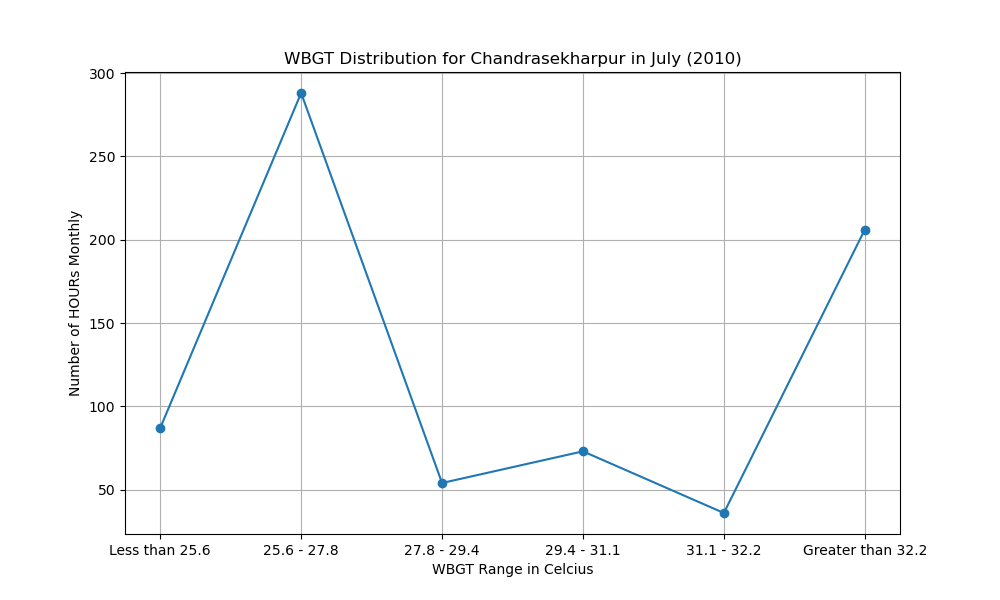 WBGT Distribution for Chandrasekharpur in July (2010)
Number of HOURs Monthly
300
250
200
150
100
50
Less than 25.6 25.6 - 27.8 27.8 - 29.4 29.4 - 31.1 31.1 - 32.2 Greater than 32.2
WBGT Range in Celcius